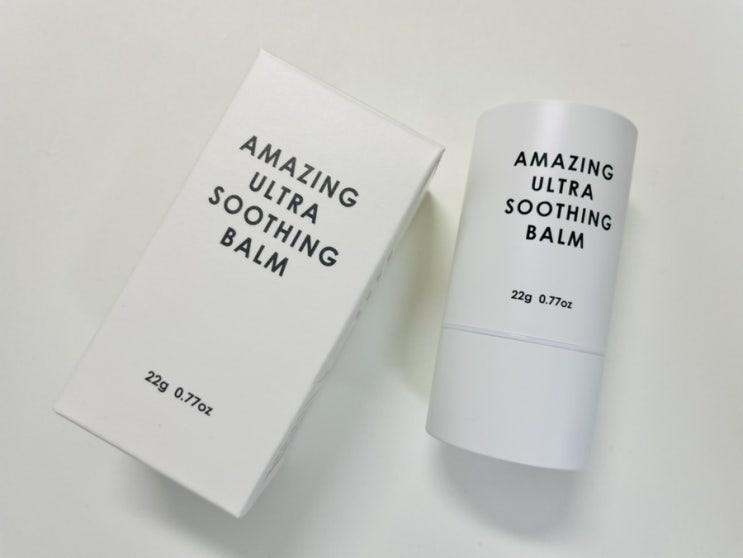 AMAZING
ULTRA
SOOTHING
BALM
22g 0.77oz
AMAZING
ULTRA
SOOTHING
BALM
22g 0.77oz